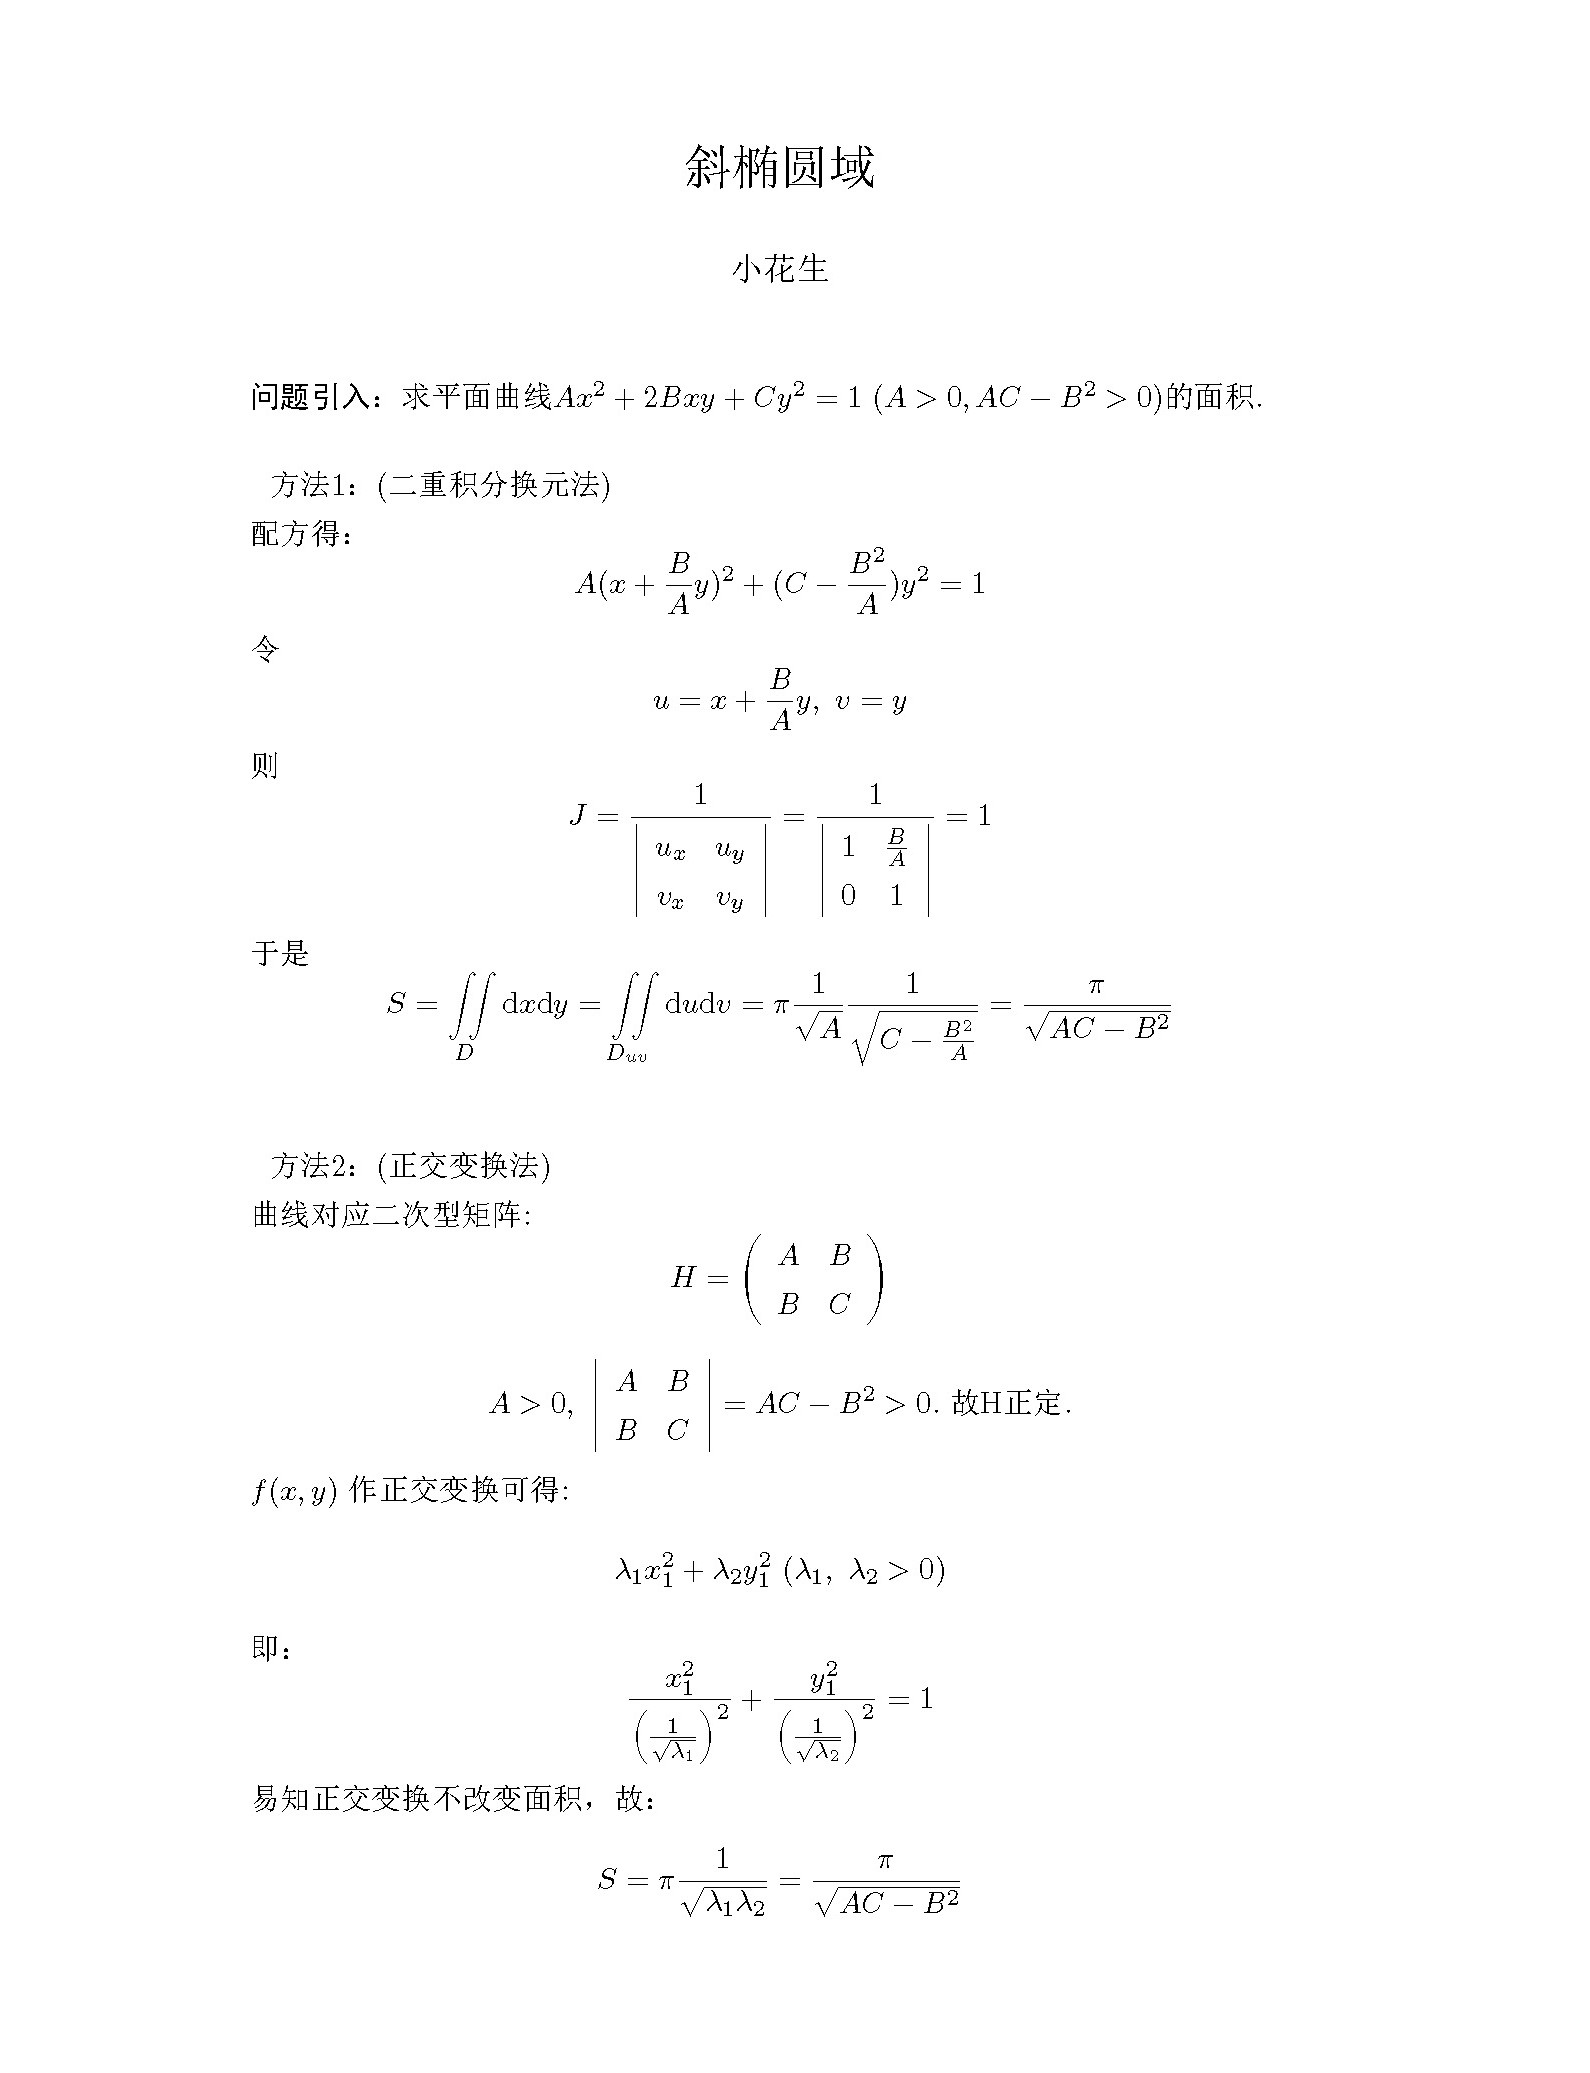 斜椭圆域
小花生
问题引入：求平面曲线$Ax^2 + 2Bxy + Cy^2 = 1\ (A > 0, AC - B^2 > 0)$的面积.
方法1：(二重积分换元法)
配方得：
$A(x + \frac{B}{A}y)^2 + (C - \frac{B^2}{A})y^2 = 1$
令
$u = x + \frac{B}{A}y,\ v = y$
则
$J = \frac{1}{\begin{vmatrix} u_x & u_y \\ v_x & v_y \end{vmatrix}} = \frac{1}{\begin{vmatrix} 1 & \frac{B}{A} \\ 0 & 1 \end{vmatrix}} = 1$
于是
$S = \iint\limits_{D} \mathrm{d}x\mathrm{d}y = \iint\limits_{D_{uv}} \mathrm{d}u\mathrm{d}v = \pi \frac{1}{\sqrt{A}} \frac{1}{\sqrt{C - \frac{B^2}{A}}} = \frac{\pi}{\sqrt{AC - B^2}}$
方法2：(正交变换法)
曲线对应二次型矩阵:
$H = \begin{pmatrix} A & B \\ B & C \end{pmatrix}$
$A > 0,\ \begin{vmatrix} A & B \\ B & C \end{vmatrix} = AC - B^2 > 0.$ 故H正定.
$f(x, y)$ 作正交变换可得:
$\lambda_1 x_1^2 + \lambda_2 y_1^2\ (\lambda_1,\ \lambda_2 > 0)$
即：
$\frac{x_1^2}{\left(\frac{1}{\sqrt{\lambda_1}}\right)^2} + \frac{y_1^2}{\left(\frac{1}{\sqrt{\lambda_2}}\right)^2} = 1$
易知正交变换不改变面积，故：
$S = \pi \frac{1}{\sqrt{\lambda_1 \lambda_2}} = \frac{\pi}{\sqrt{AC - B^2}}$